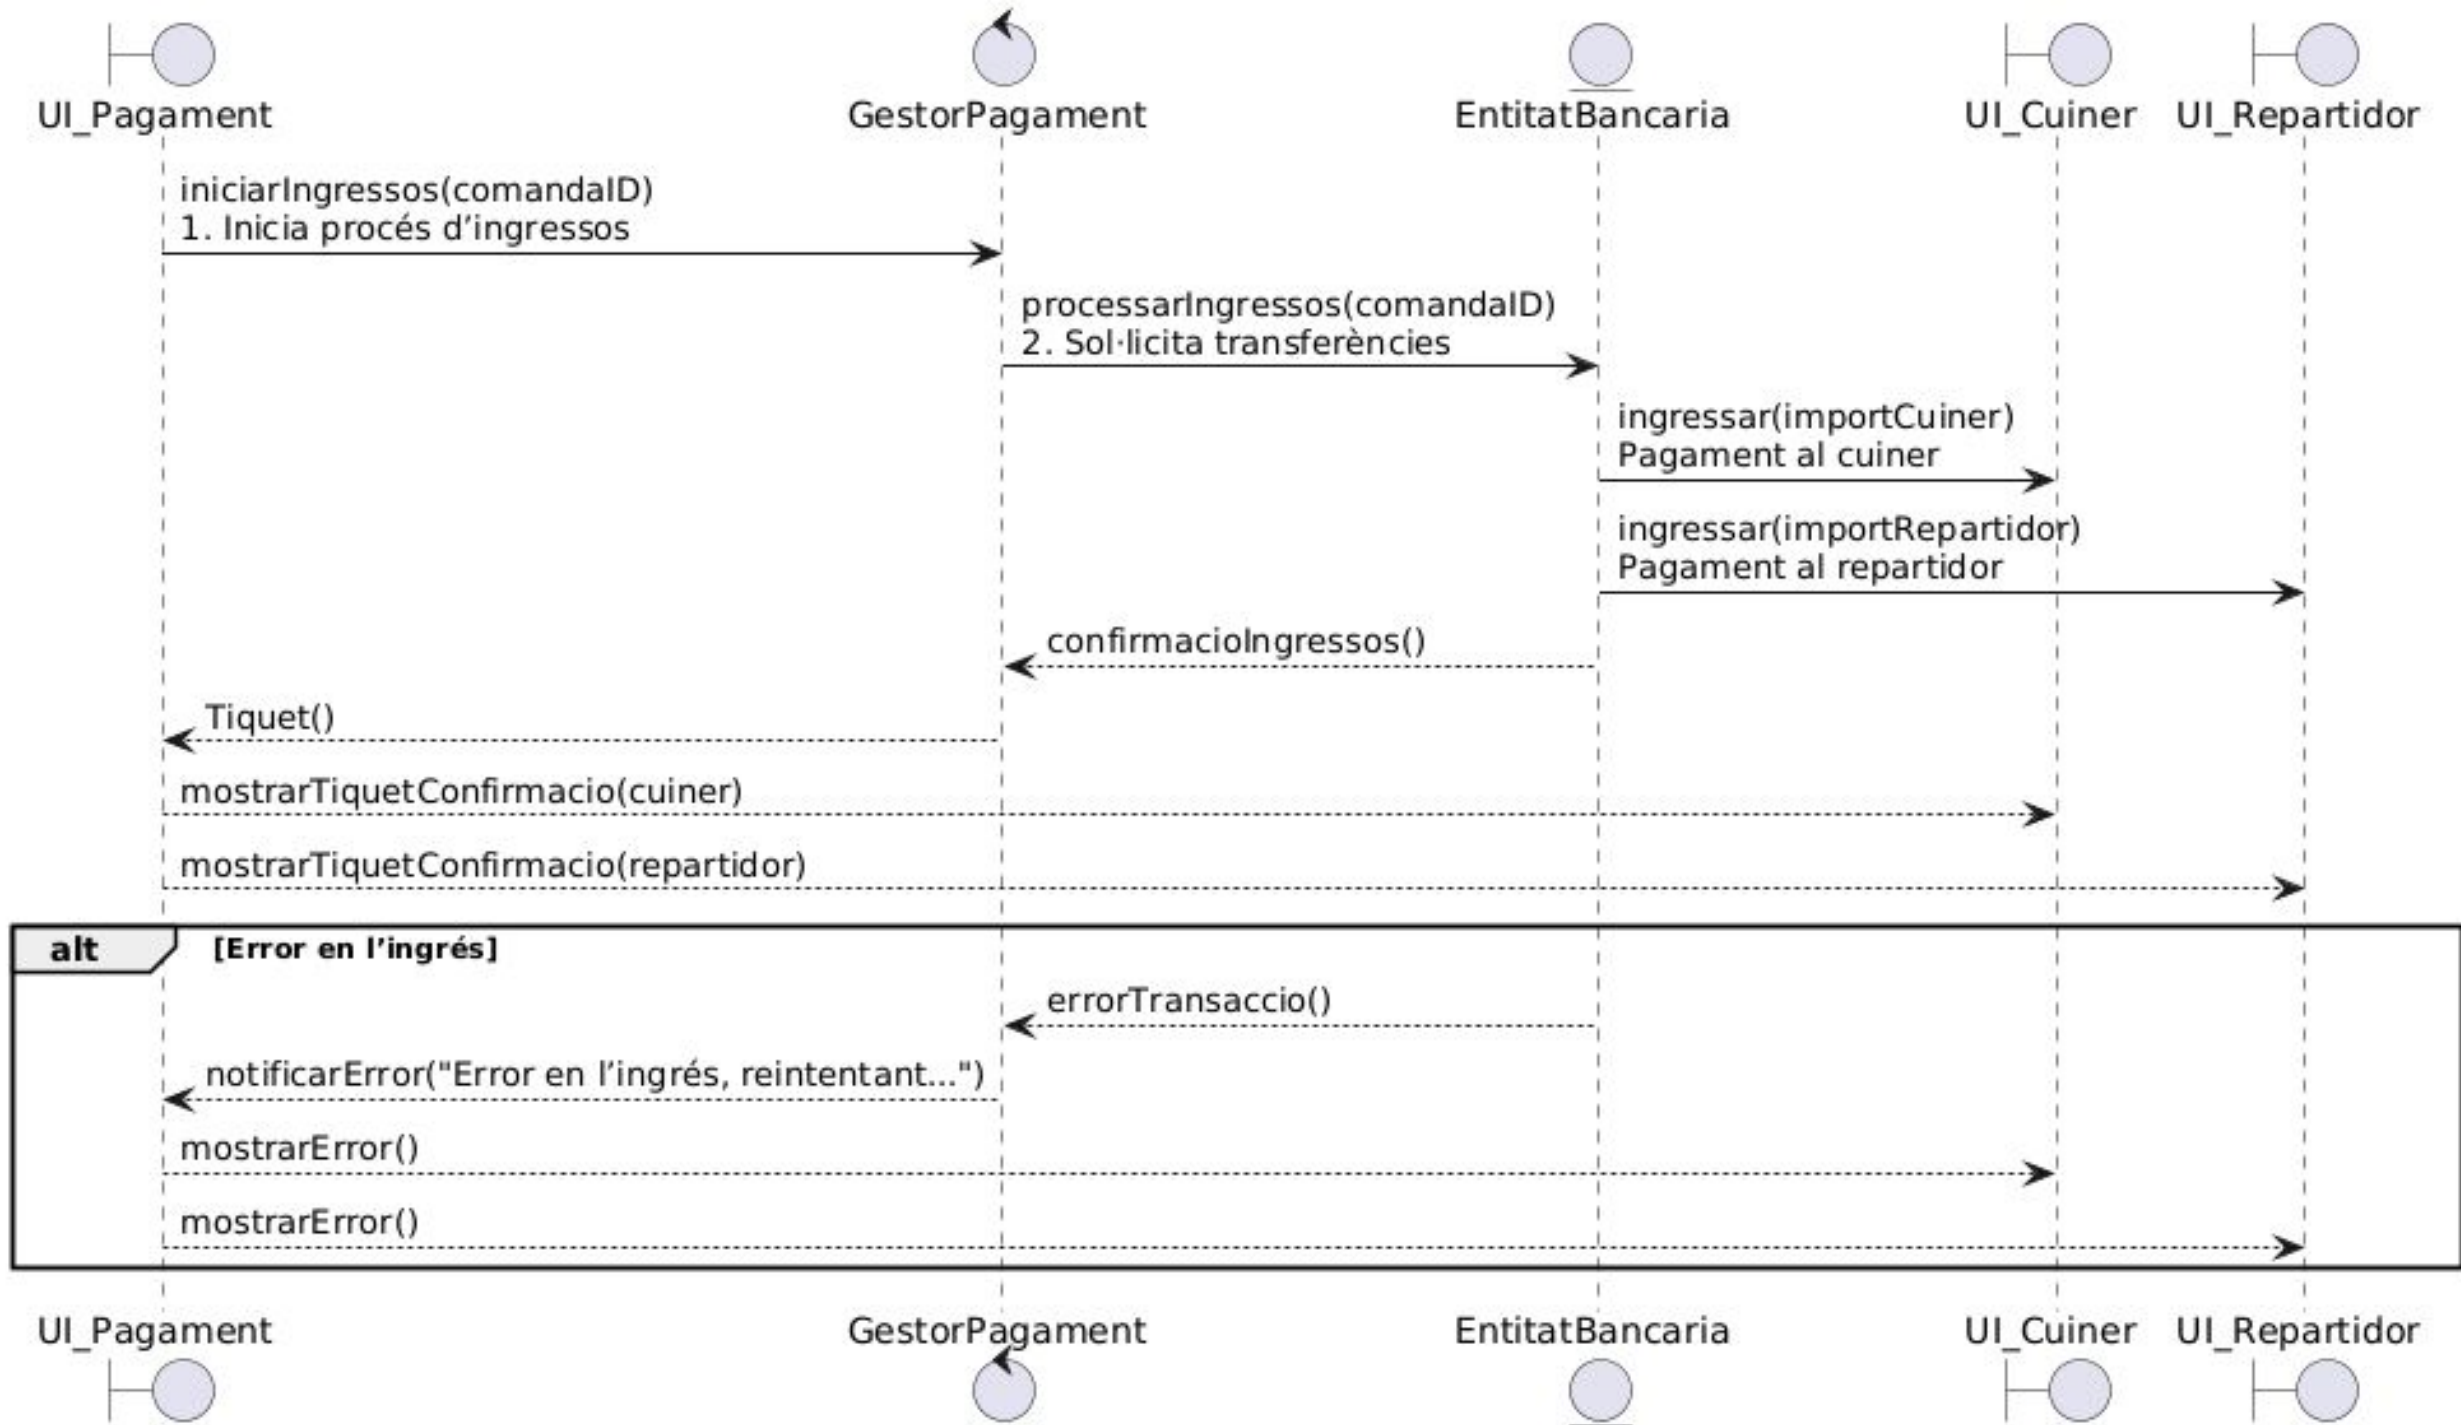 UI_Pagament
GestorPagament
EntitatBancaria
UI_Cuiner
UI_Repartidor
iniciarIngressos(comandaID)
1. Inicia procés d’ingressos
processarIngressos(comandaID)
2. Sol·licita transferències
ingressar(importCuiner)
Pagament al cuiner
ingressar(importRepartidor)
Pagament al repartidor
confirmacioIngressos()
Tiquet()
mostrarTiquetConfirmacio(cuiner)
mostrarTiquetConfirmacio(repartidor)
alt
[Error en l’ingrés]
errorTransaccio()
notificarError("Error en l’ingrés, reintentant...")
mostrarError()
mostrarError()
UI_Pagament
GestorPagament
EntitatBancaria
UI_Cuiner
UI_Repartidor